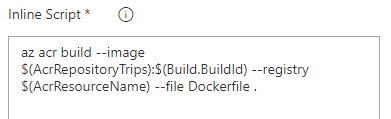 Inline Script *
az acr build --image
$(AcrRepositoryTrips):$(Build.BuildId) --registry
$(AcrResourceName) --file Dockerfile .